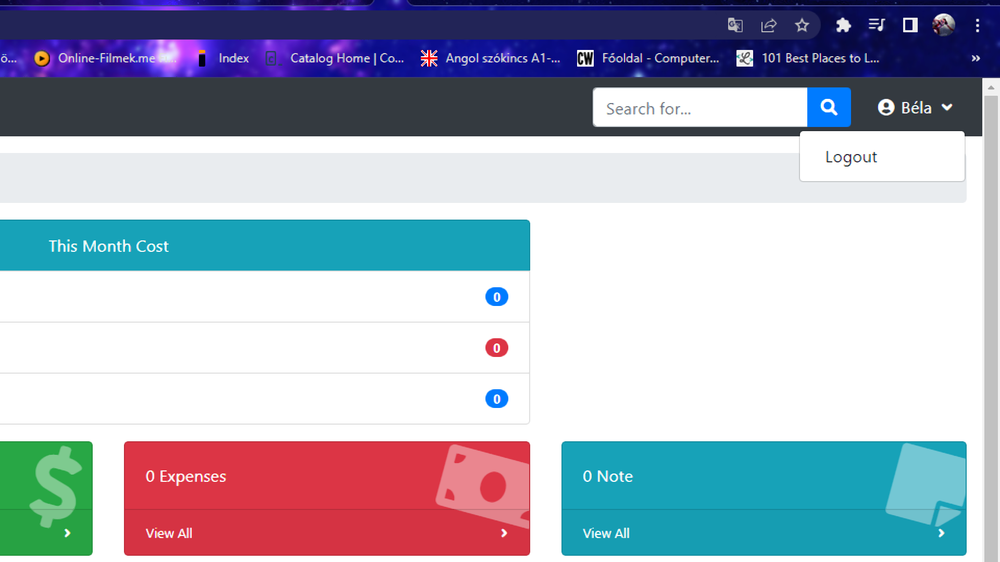 ö... Online-Filmek.me Index Catalog Home | Co... Angol szókincs A1-... CW Főoldal - Computer... 101 Best Places to L... »
Search for... Béla
Logout
This Month Cost
0
0
0
0 Expenses
View All
0 Note
View All